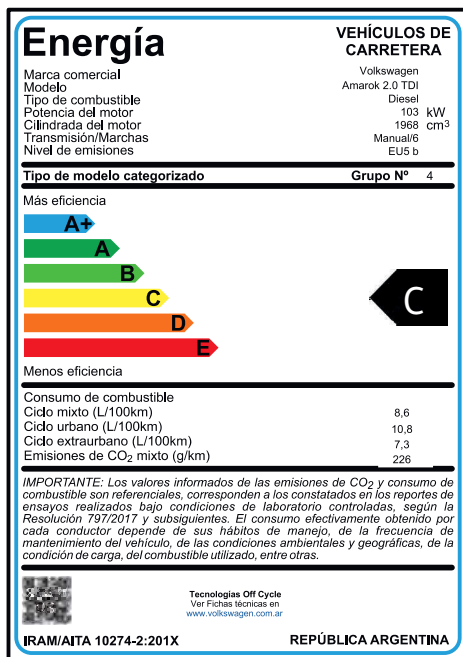 Energía
VEHÍCULOS DE
CARRETERA
Marca comercial Volkswagen
Modelo Amarok 2.0 TDI
Tipo de combustible Diesel
Potencia del motor 103 kW
Cilindrada del motor 1968 cm³
Transmisión/Marchas Manual/6
Nivel de emisiones EU5 b
Tipo de modelo categorizado Grupo Nº 4
Más eficiencia
A+
A
B
C
C
D
E
Menos eficiencia
Consumo de combustible
Ciclo mixto (L/100km) 8,6
Ciclo urbano (L/100km) 10,8
Ciclo extraurbano (L/100km) 7,3
Emisiones de CO₂ mixto (g/km) 226
IMPORTANTE: Los valores informados de las emisiones de CO₂ y consumo de
combustible son referenciales, corresponden a los constatados en los reportes de
ensayos realizados bajo condiciones de laboratorio controladas, según la
Resolución 797/2017 y subsiguientes. El consumo efectivamente obtenido por
cada conductor depende de sus hábitos de manejo, de la frecuencia de
mantenimiento del vehículo, de las condiciones ambientales y geográficas, de la
condición de carga, del combustible utilizado, entre otras.
Tecnologías Off Cycle
Ver Fichas técnicas en
www.volkswagen.com.ar
IRAM/AITA 10274-2:201X REPÚBLICA ARGENTINA